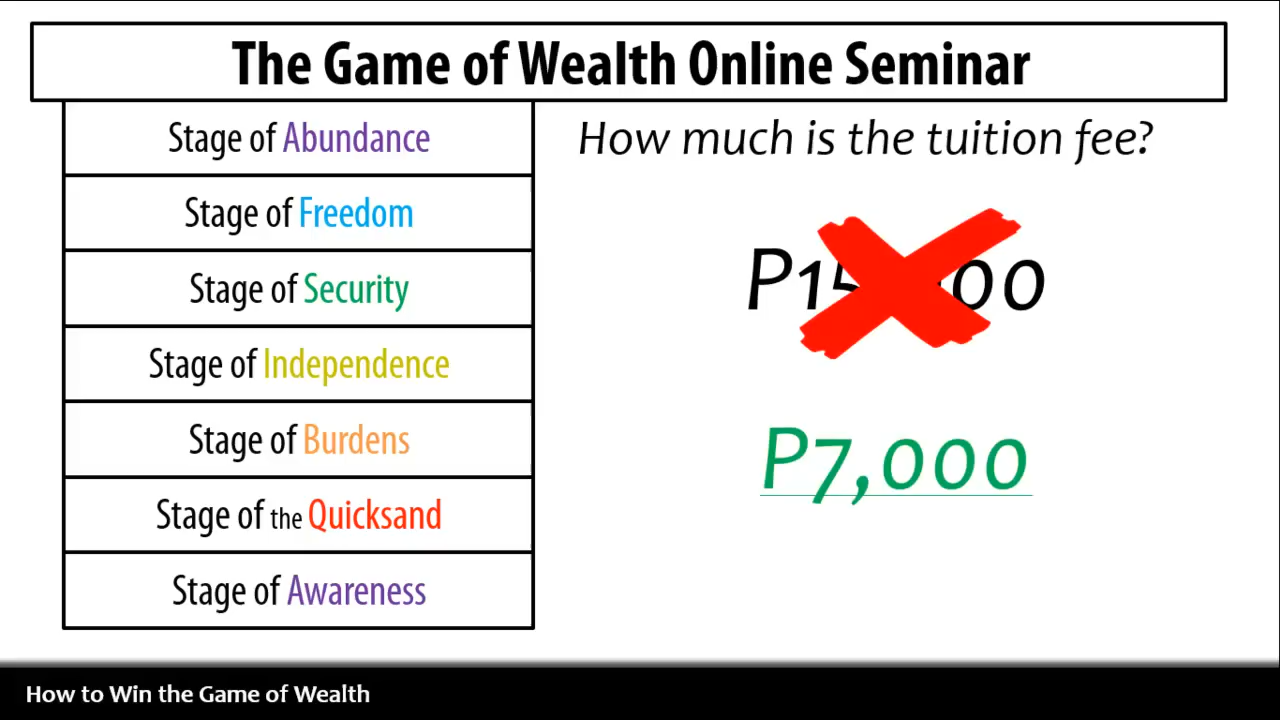 The Game of Wealth Online Seminar
Stage of Abundance
Stage of Freedom
Stage of Security
Stage of Independence
Stage of Burdens
Stage of the Quicksand
Stage of Awareness
How much is the tuition fee?
P7,000
How to Win the Game of Wealth